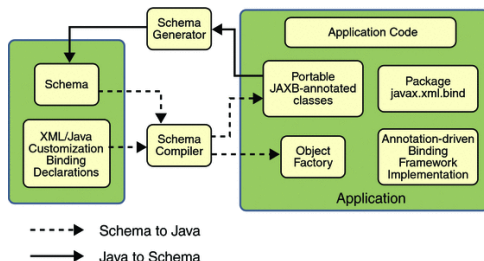 Schema
Generator
Application Code
Schema
Portable
JAXB-annotated
classes
Package
javax.xml.bind
XML/Java
Customization
Binding
Declarations
Schema
Compiler
Object
Factory
Annotation-driven
Binding
Framework
Implementation
Application
Schema to Java
Java to Schema